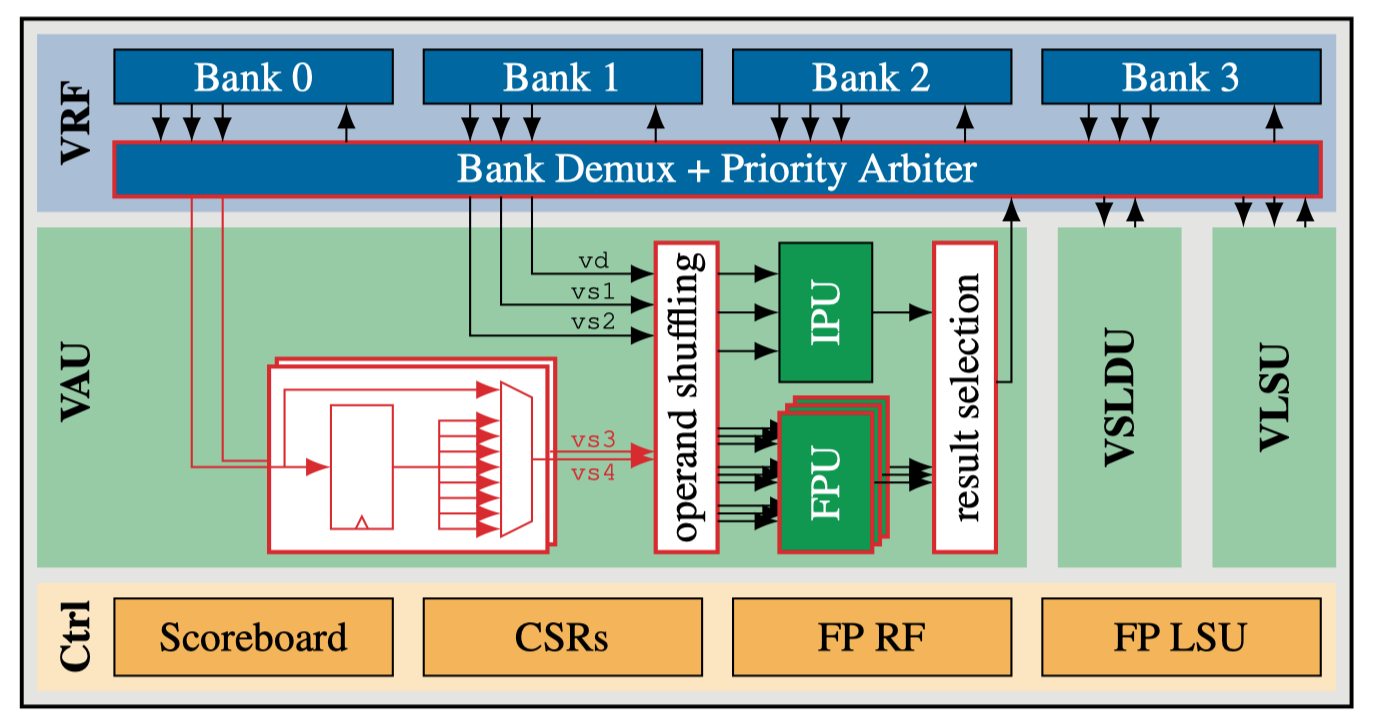 VRF
Bank 0
Bank 1
Bank 2
Bank 3
Bank Demux + Priority Arbiter
VAU
vd
vs1
vs2
vs3
vs4
operand shuffling
IPU
FPU
result selection
VSLDU
VLSU
Ctrl
Scoreboard
CSRs
FP RF
FP LSU